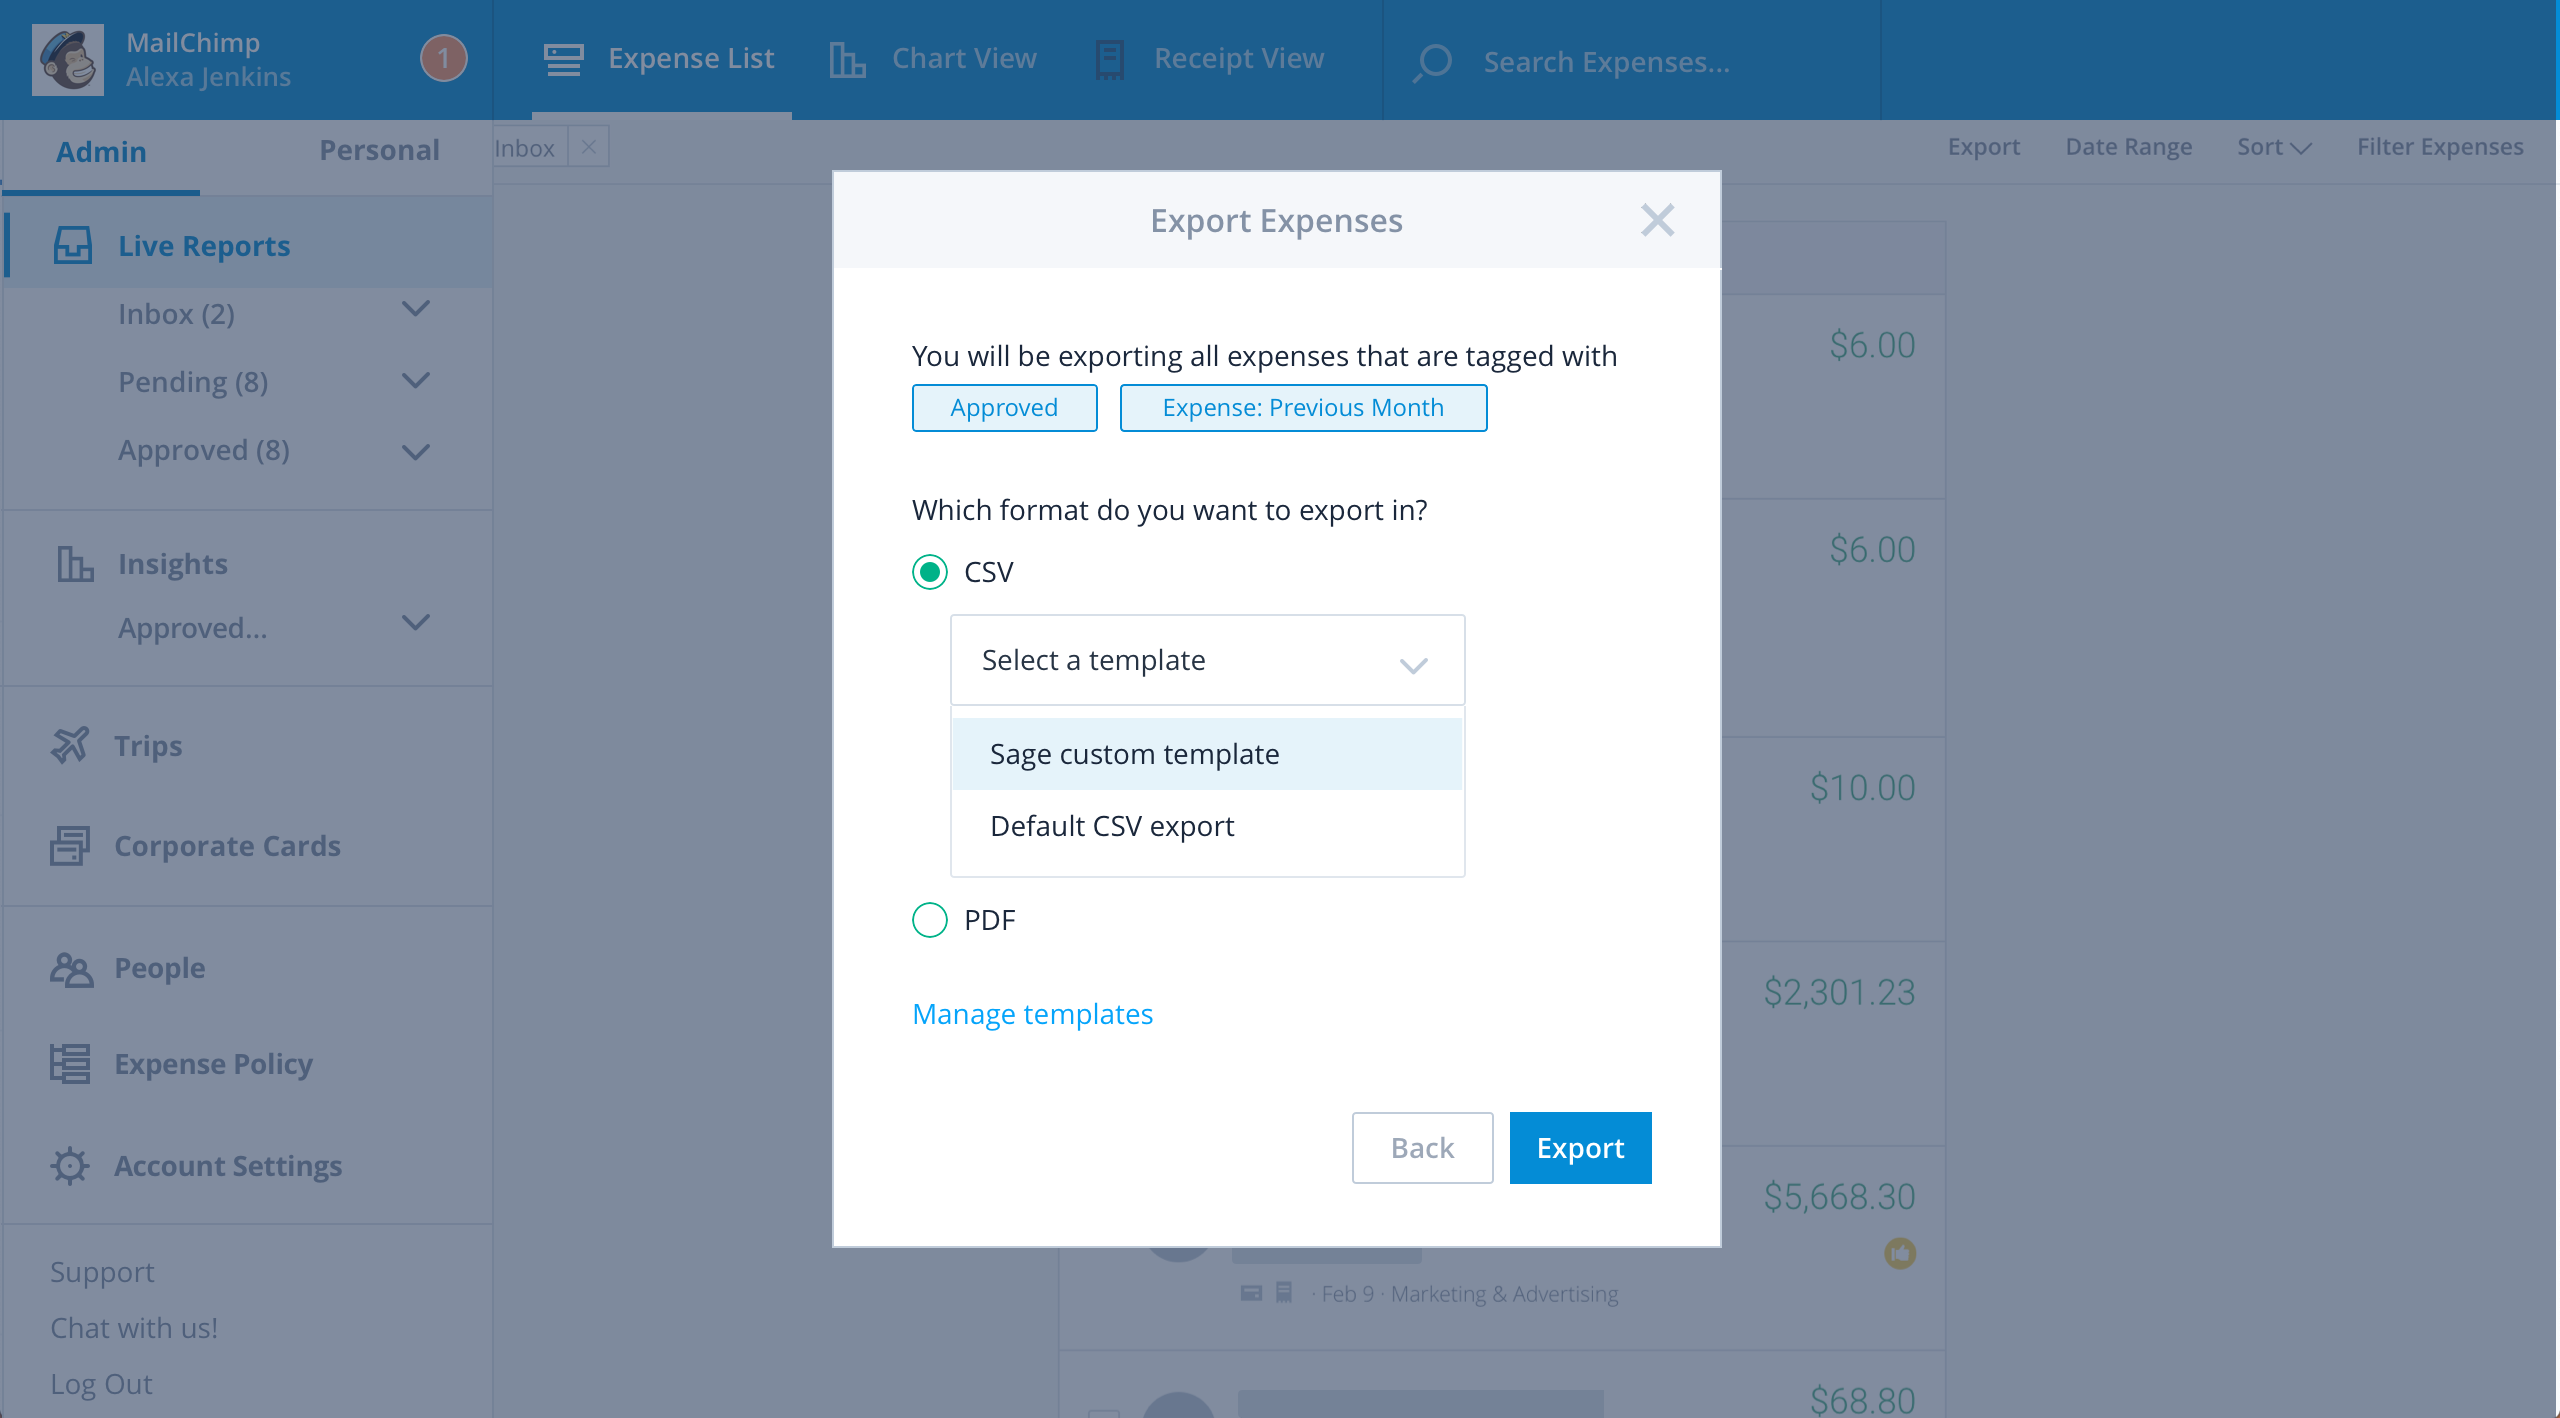 MailChimp
Alexa Jenkins
1
Expense List
Chart View
Receipt View
Search Expenses...
Admin
Personal
Inbox
Export
Date Range
Sort
Filter Expenses
Live Reports
Inbox (2)
Pending (8)
Approved (8)
Insights
Approved...
Trips
Corporate Cards
People
Expense Policy
Account Settings
Support
Chat with us!
Log Out
Export Expenses
You will be exporting all expenses that are tagged with
Approved
Expense: Previous Month
Which format do you want to export in?
CSV
Select a template
Sage custom template
Default CSV export
PDF
Manage templates
Back
Export
$6.00
$6.00
$10.00
$2,301.23
$5,668.30
· Feb 9 · Marketing & Advertising
$68.80